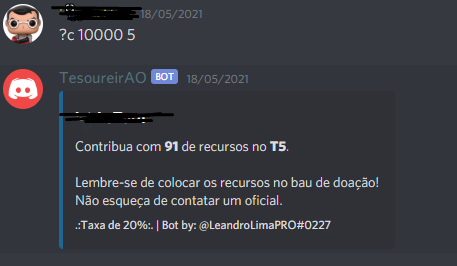 18/05/2021
?c 10000 5
TesoureirAO BOT 18/05/2021
Contribua com 91 de recursos no T5.
Lembre-se de colocar os recursos no bau de doação!
Não esqueça de contatar um oficial.
.:Taxa de 20%:. | Bot by: @LeandroLimaPRO#0227